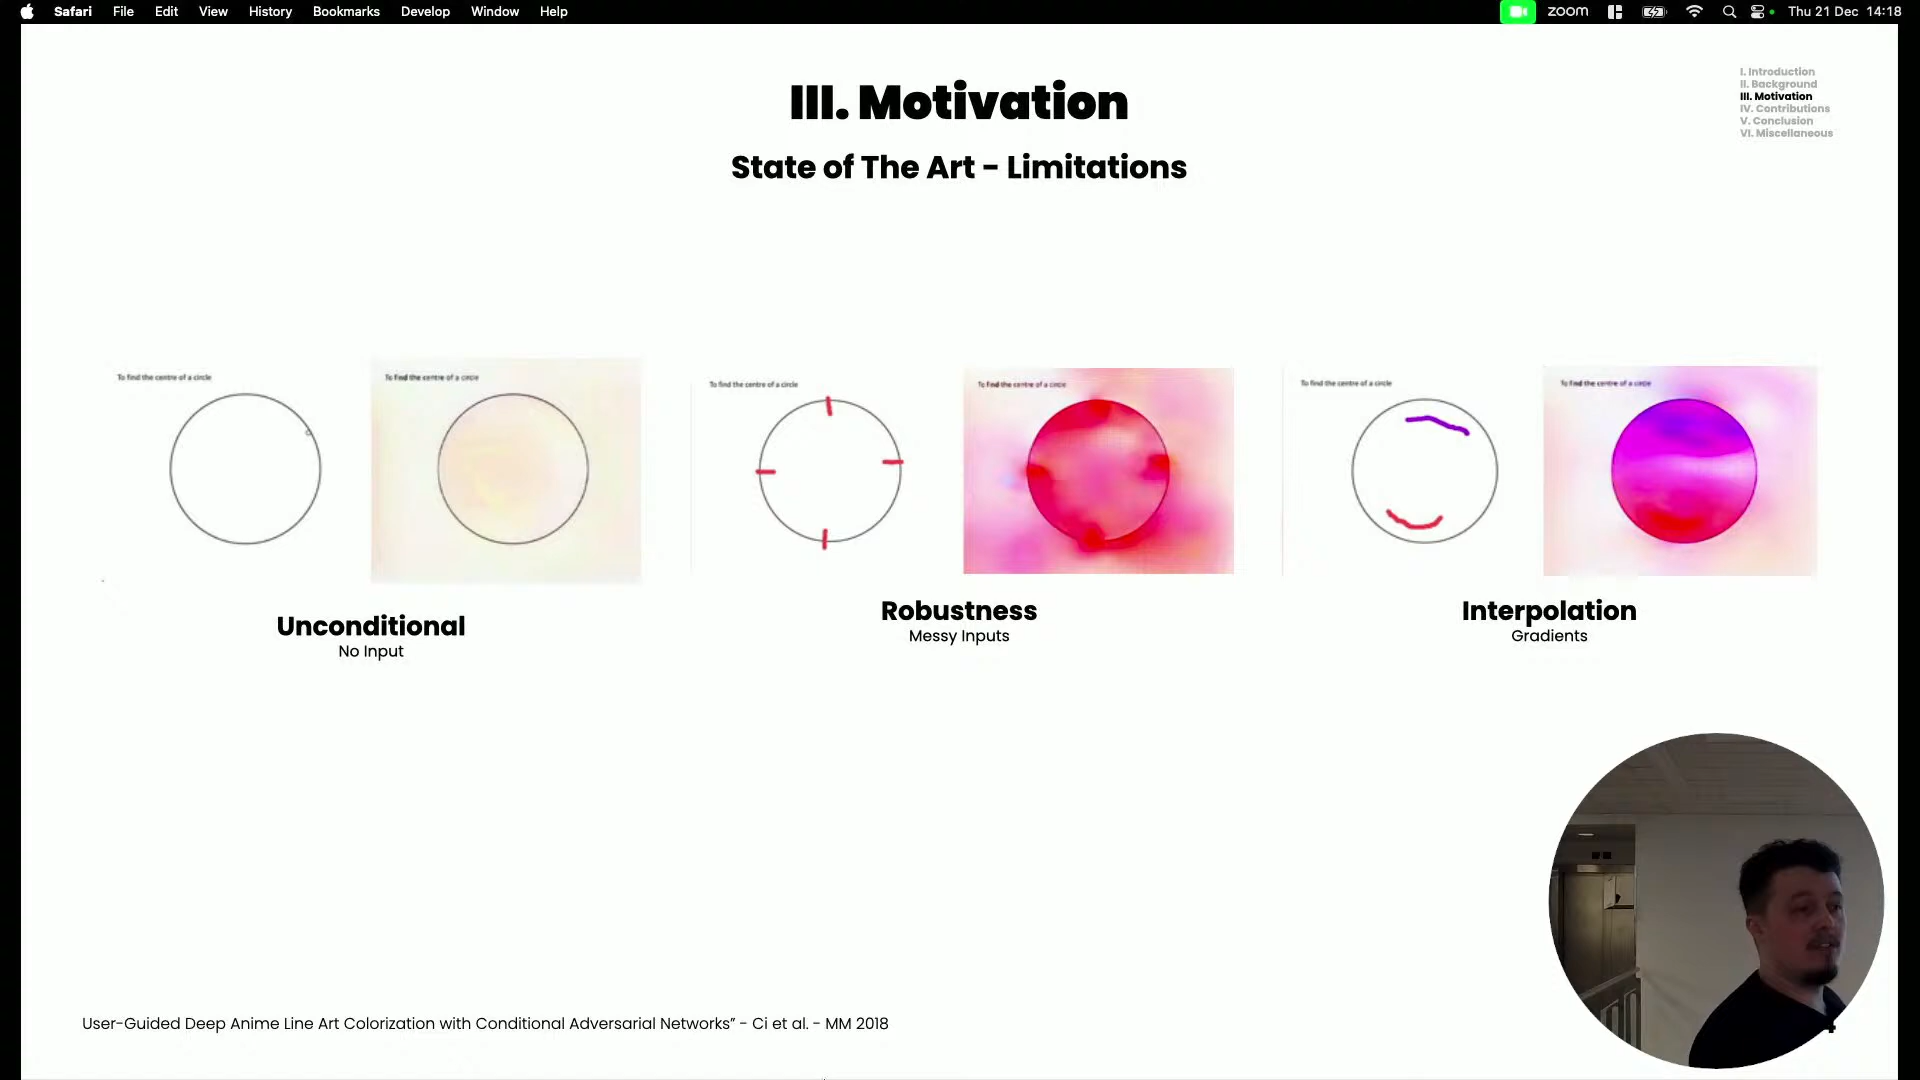 Safari File Edit View History Bookmarks Develop Window Help zoom Thu 21 Dec 14:18
III. Motivation
State of The Art - Limitations
I. Introduction
II. Background
III. Motivation
IV. Contributions
V. Conclusion
VI. Miscellaneous
To find the centre of a circle
To find the centre of a circle
To find the centre of a circle
To find the centre of a circle
To find the centre of a circle
To find the centre of a circle
Unconditional
No Input
Robustness
Messy Inputs
Interpolation
Gradients
User-Guided Deep Anime Line Art Colorization with Conditional Adversarial Networks” - Ci et al. - MM 2018